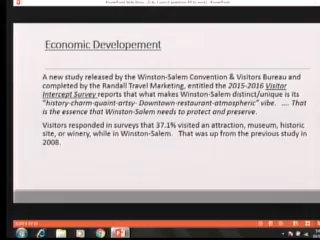 Economic Developement
A new study released by the Winston-Salem Convention & Visitors Bureau and
completed by the Randall Travel Marketing, entitled the 2015-2016 Visitor
Intercept Survey reports that what makes Winston-Salem distinct/unique is its
"history-charm-quaint-artsy- Downtown-restaurant-atmospheric" vibe. .... That
is the essence that Winston-Salem needs to protect and preserve.
Visitors responded in surveys that 37.1% visited an attraction, museum, historic
site, or winery, while in Winston-Salem. That was up from the previous study in
2008.